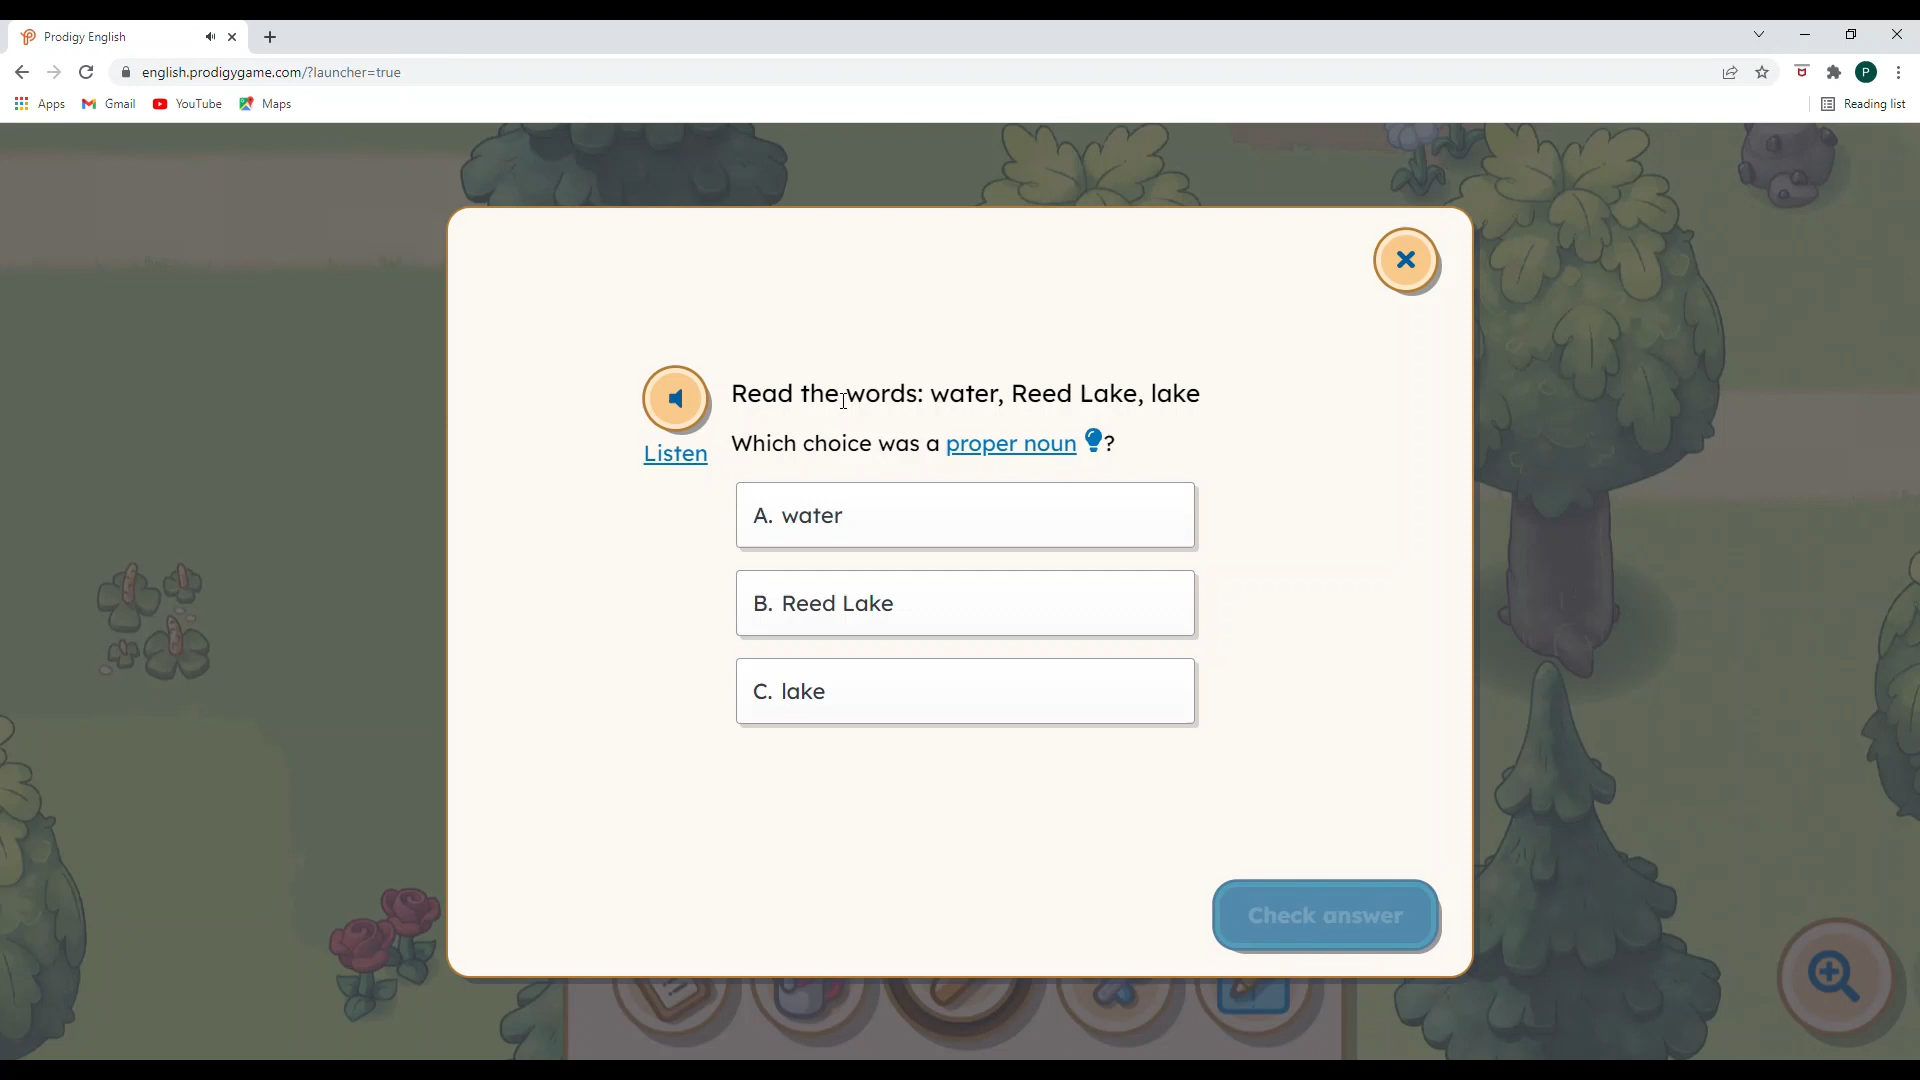 Prodigy English
english.prodigygame.com/?launcher=true
P
Apps Gmail YouTube Maps Reading list
Read the words: water, Reed Lake, lake
Listen
Which choice was a proper noun ?
A. water
B. Reed Lake
C. lake
Check answer